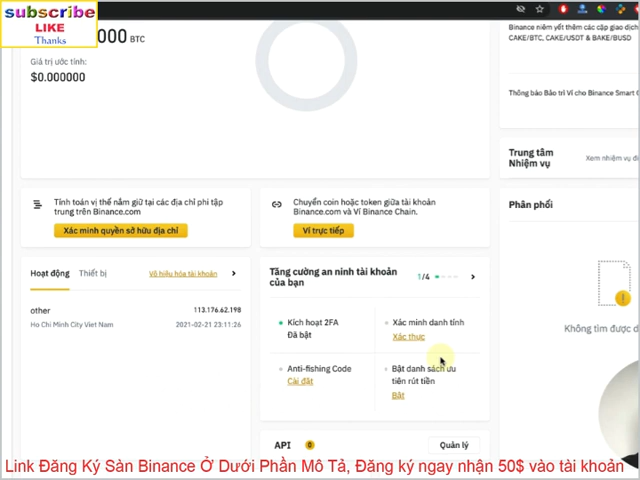 subscribe
LIKE
Thanks
000 BTC
Giá trị ước tính:
$0.000000
Binance niêm yết thêm các cặp giao dịch
CAKE/BTC, CAKE/USDT & BAKE/BUSD
Thông báo Bảo trì Ví cho Binance Smart C
Trung tâm
Nhiệm vụ
Xem nhiệm vụ đ
Tính toán vị thế nắm giữ tại các địa chỉ phi tập
trung trên Binance.com
Xác minh quyền sở hữu địa chỉ
Chuyển coin hoặc token giữa tài khoản
Binance.com và Ví Binance Chain.
Ví trực tiếp
Phân phối
Hoạt động
Thiết bị
Vô hiệu hóa tài khoản
other
113.176.62.198
Ho Chi Minh City Viet Nam
2021-02-21 23:11:26
Tăng cường an ninh tài khoản
của bạn
1/4
Kích hoạt 2FA
Đã bật
Xác minh danh tính
Xác thực
Anti-fishing Code
Cài đặt
Bật danh sách ưu
tiên rút tiền
Bật
Không tìm được d
API
0
Quản lý
Link Đăng Ký Sàn Binance Ở Dưới Phần Mô Tả, Đăng ký ngay nhận 50$ vào tài khoản